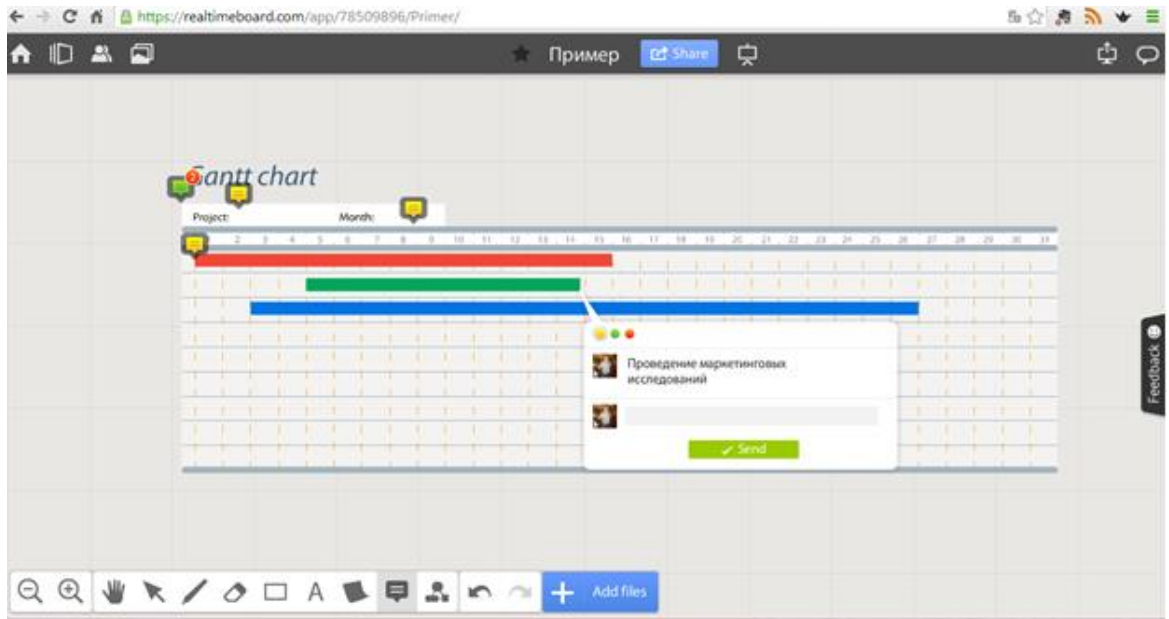 https://realtimeboard.com/app/78509896/Primer/
Пример
Share
2
Gantt chart
Project:
Month:
2 3 4 5 6 7 8 9 10 11 12 13 14 15 16 17 18 19 20 21 22 23 24 25 26 27 28 29 30 31
Проведение маркетинговых
исследований
Send
Feedback
A
Add files